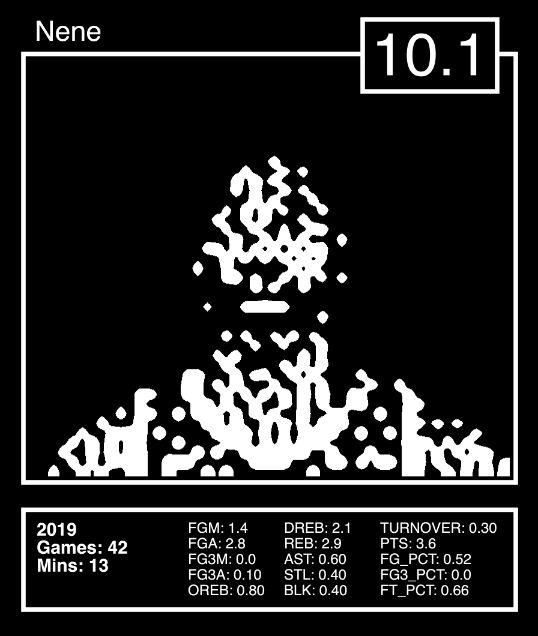 Nene
10.1
2019
Games: 42
Mins: 13
FGM: 1.4
FGA: 2.8
FG3M: 0.0
FG3A: 0.10
OREB: 0.80
DREB: 2.1
REB: 2.9
AST: 0.60
STL: 0.40
BLK: 0.40
TURNOVER: 0.30
PTS: 3.6
FG_PCT: 0.52
FG3_PCT: 0.0
FT_PCT: 0.66